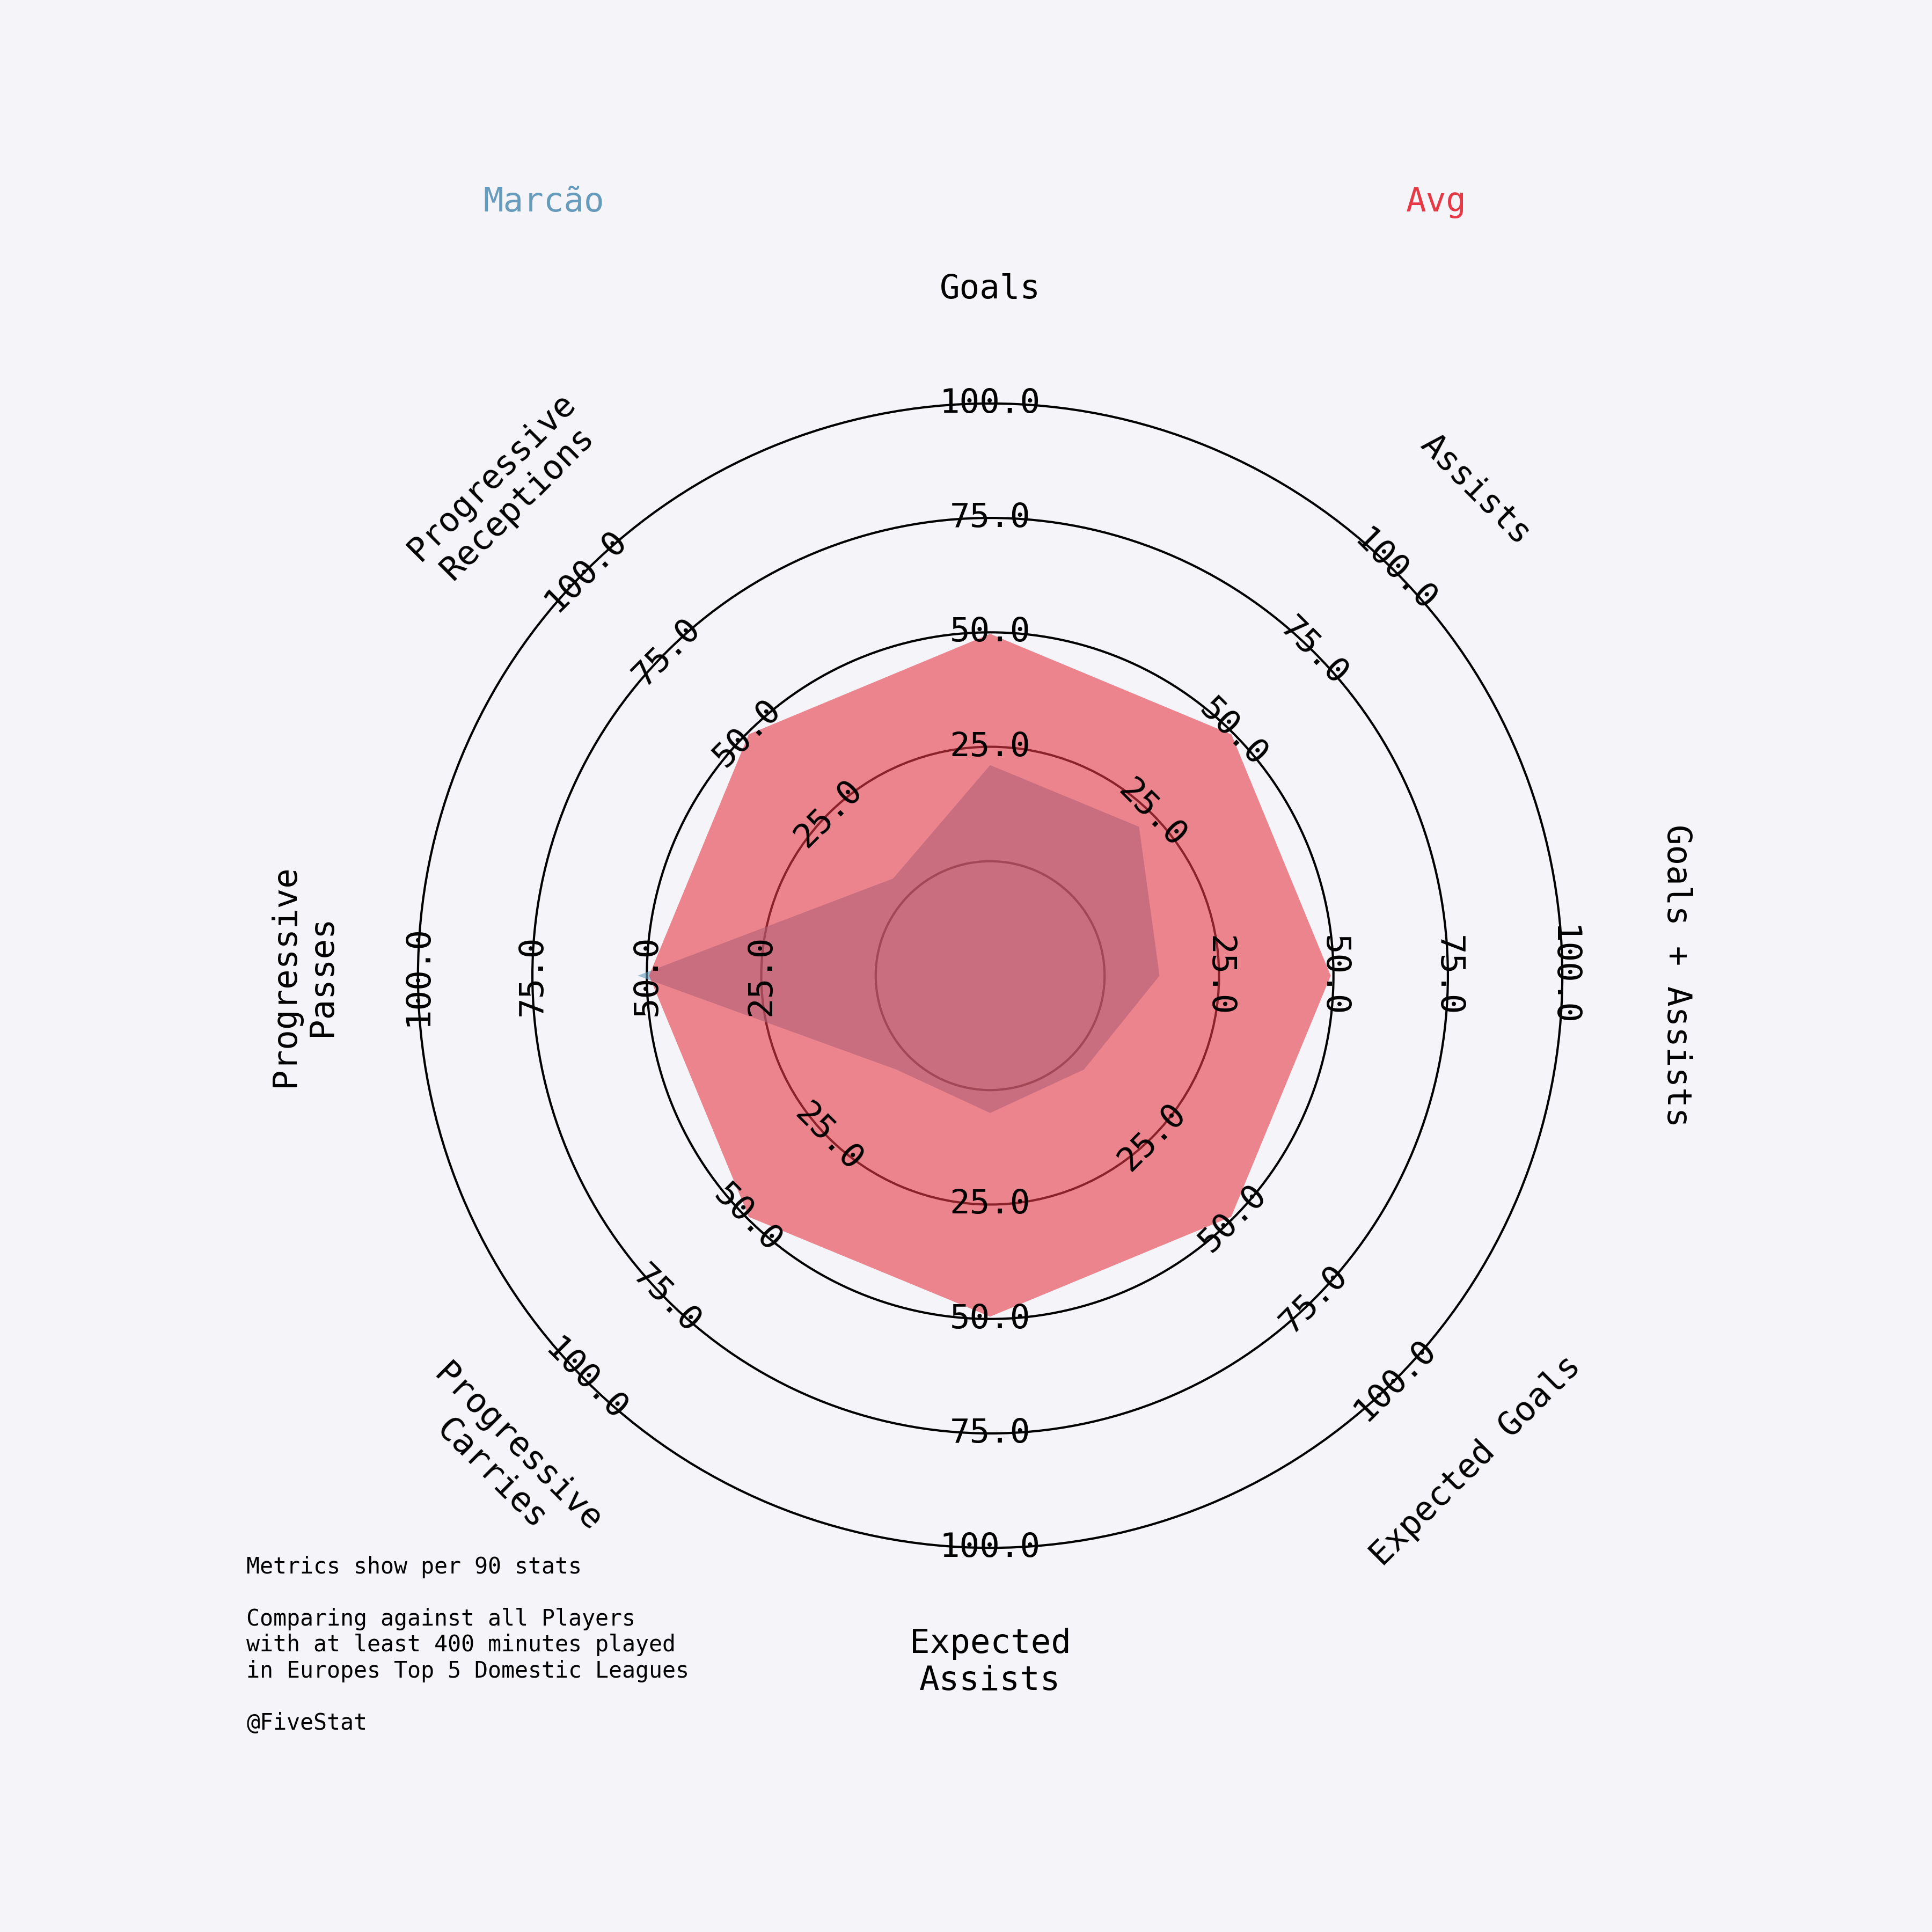 Marcão
Avg
Goals
Assists
Goals + Assists
Expected Goals
Expected
Assists
Progressive
Carries
Progressive
Passes
Progressive
Receptions
25.0
50.0
75.0
100.0
25.0
50.0
75.0
100.0
25.0
50.0
75.0
100.0
25.0
50.0
75.0
100.0
25.0
50.0
75.0
100.0
25.0
50.0
75.0
100.0
25.0
50.0
75.0
100.0
25.0
50.0
75.0
100.0
Metrics show per 90 stats
Comparing against all Players
with at least 400 minutes played
in Europes Top 5 Domestic Leagues
@FiveStat